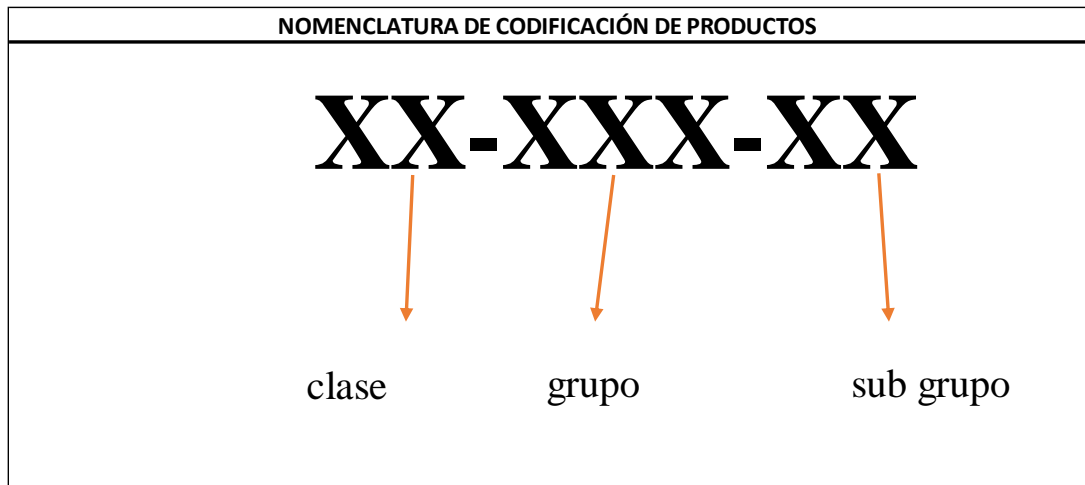 NOMENCLATURA DE CODIFICACIÓN DE PRODUCTOS
XX-XXX-XX
clase grupo sub grupo